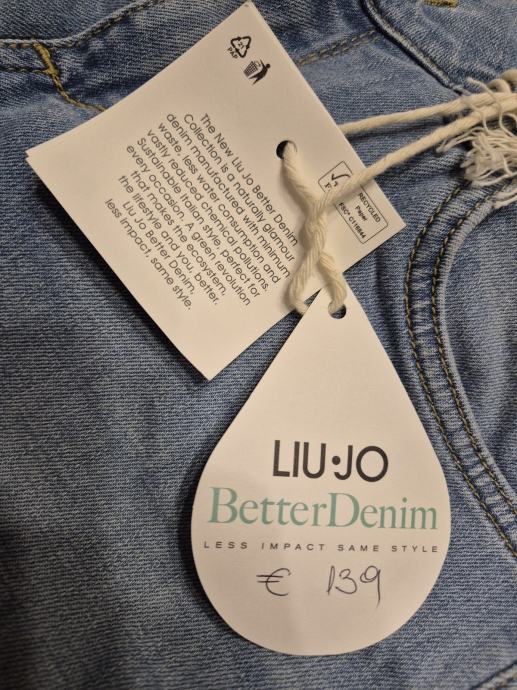 21
PAP
The New Liu Jo Better Denim
Collection is a naturally glamour
denim manufactured with minimum
waste, less water consumption and
vastly reduced chemical pollutions.
Sustainable Italian style, perfect for
every occasion. A green revolution
that makes the ecosystem,
the lifestyle and you, better.
Liu Jo Better Denim,
less impact, same style.
RECYCLED
Paper
LIU·JO
BetterDenim
LESS IMPACT SAME STYLE
€ 139